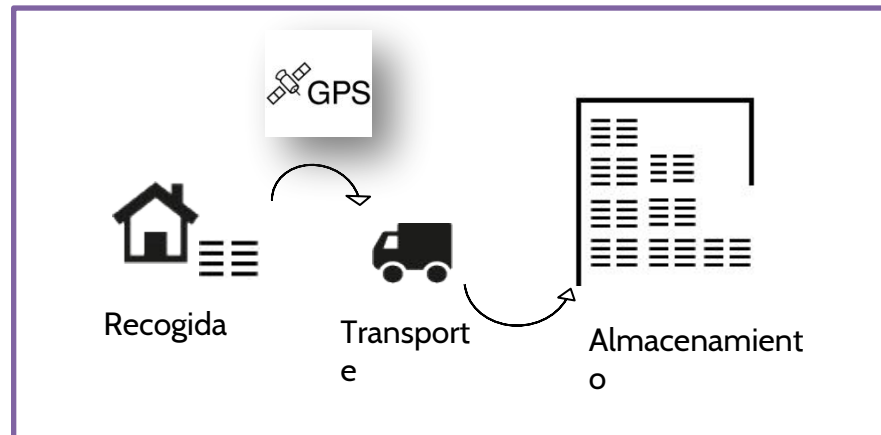 GPS
Recogida
Transport
e
Almacenamient
o